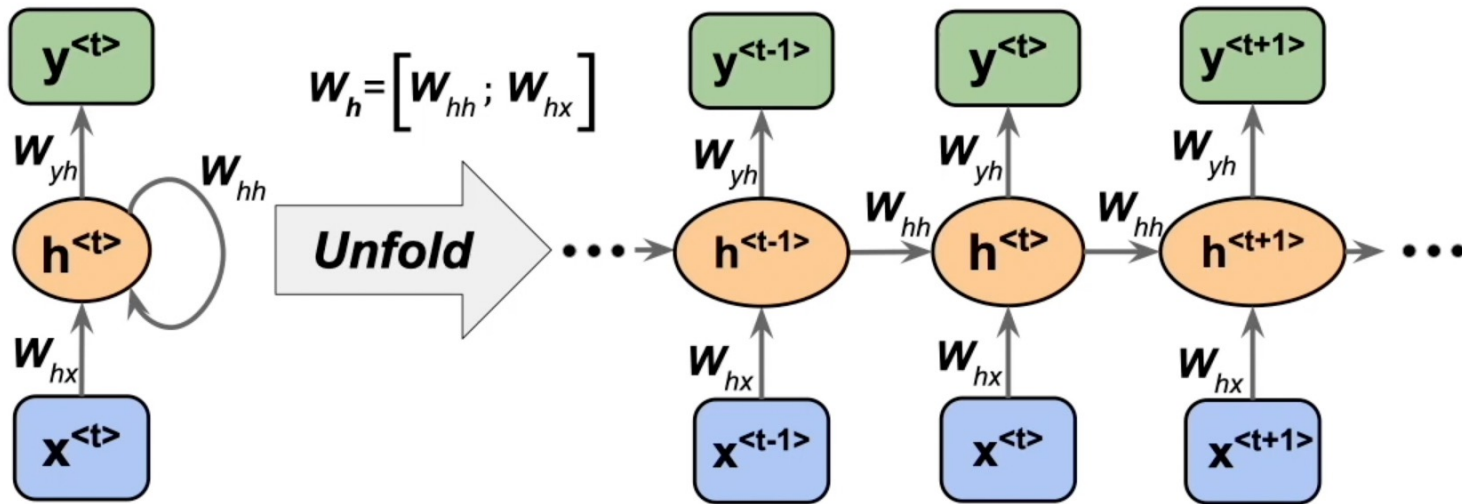 y<t>
W_yh
W_hh
h<t>
W_hx
x<t>
W_h=[W_hh ; W_hx]
Unfold
•••
y<t-1>
y<t>
y<t+1>
W_yh
W_yh
W_yh
h<t-1>
W_hh
h<t>
W_hh
h<t+1>
•••
W_hx
W_hx
W_hx
x<t-1>
x<t>
x<t+1>